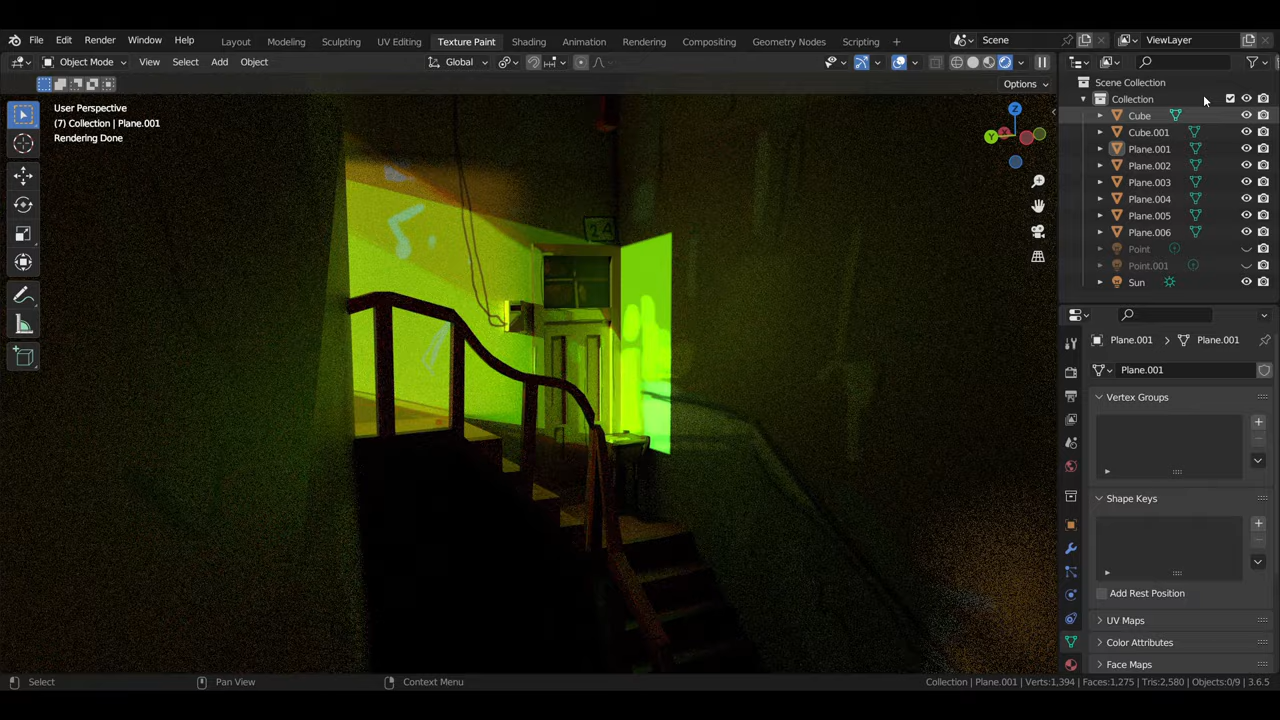 File Edit Render Window Help Layout Modeling Sculpting UV Editing Texture Paint Shading Animation Rendering Compositing Geometry Nodes Scripting + Scene ViewLayer
Object Mode View Select Add Object Global
Options
User Perspective
(7) Collection | Plane.001
Rendering Done
Z
Y
X
24
Scene Collection
Collection
Cube
Cube.001
Plane.001
Plane.002
Plane.003
Plane.004
Plane.005
Plane.006
Point
Point.001
Sun
Plane.001 > Plane.001
Plane.001
Vertex Groups
Shape Keys
Add Rest Position
UV Maps
Color Attributes
Face Maps
Select Pan View Context Menu Collection | Plane.001 | Verts:1,394 | Faces:1,275 | Tris:2,580 | Objects:0/9 | 3.6.5